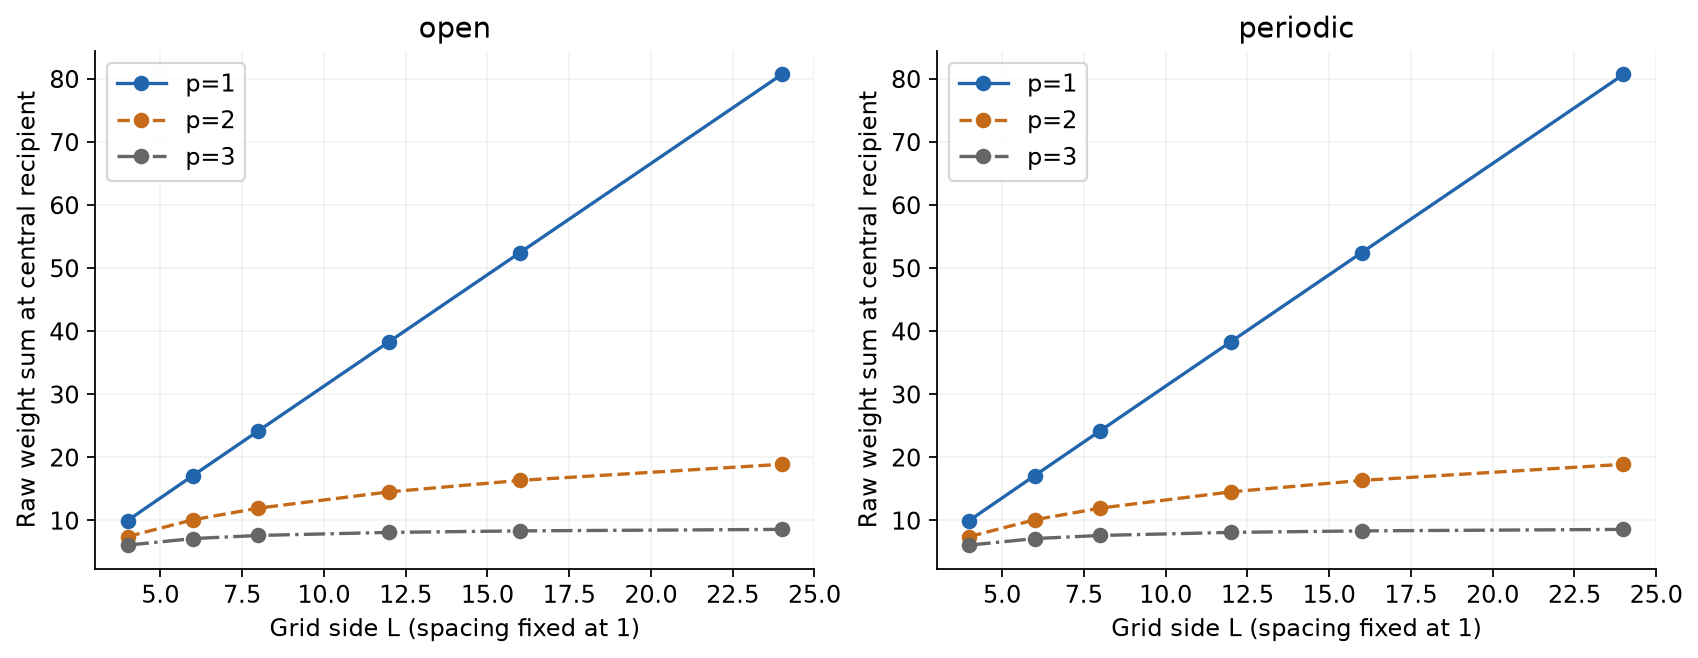 open
Raw weight sum at central recipient
80
70
60
50
40
30
20
10
p=1
p=2
p=3
5.0 7.5 10.0 12.5 15.0 17.5 20.0 22.5 25.0
Grid side L (spacing fixed at 1)
periodic
Raw weight sum at central recipient
80
70
60
50
40
30
20
10
p=1
p=2
p=3
5.0 7.5 10.0 12.5 15.0 17.5 20.0 22.5 25.0
Grid side L (spacing fixed at 1)